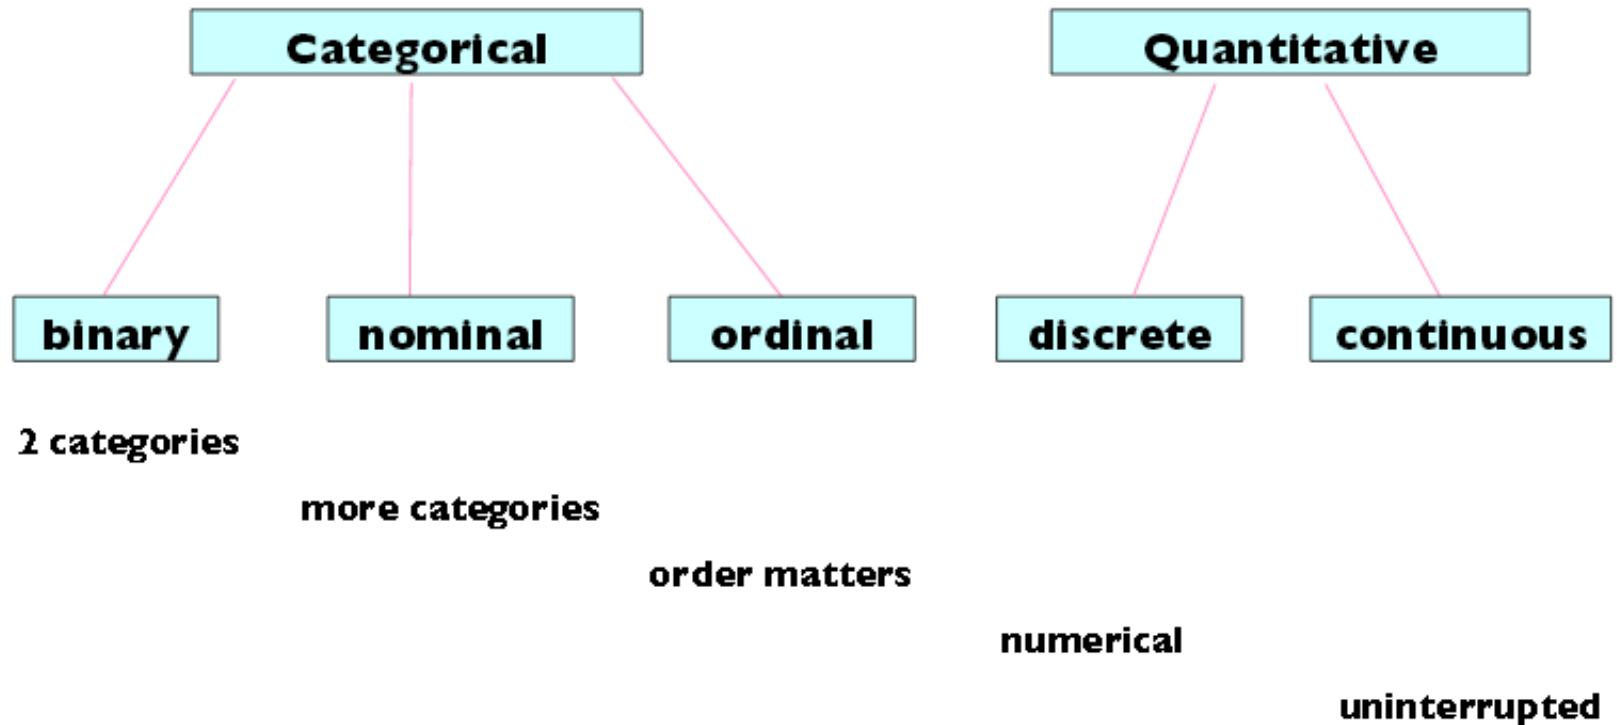 Categorical
Quantitative
binary
nominal
ordinal
discrete
continuous
2 categories
more categories
order matters
numerical
uninterrupted